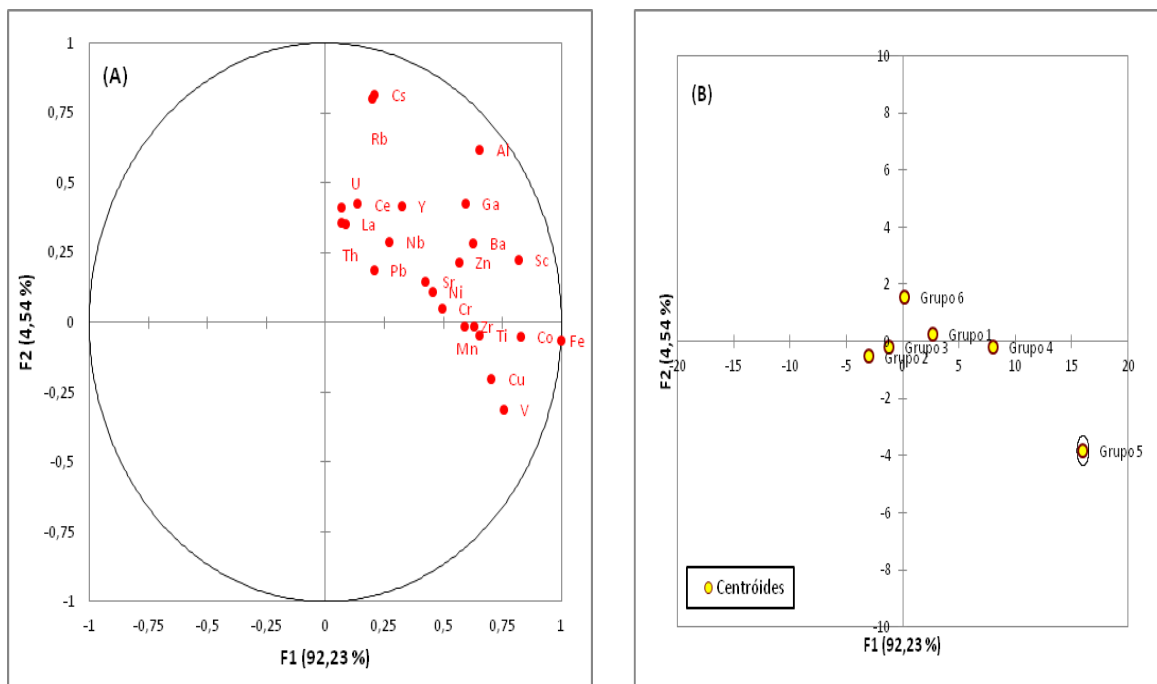 (A)
1
0,75
0,5
0,25
0
-0,25
-0,5
-0,75
-1
F2 (4,54 %)
Cs
Rb
Al
U
Ce
Y
Ga
La
Nb
Ba
Th
Zn
Sc
Pb
Sr
Ni
Cr
Zr
Ti
Co
Fe
Mn
Cu
V
-1 -0,75 -0,5 -0,25 0 0,25 0,5 0,75 1
F1 (92,23 %)
(B)
10
8
6
4
2
0
-2
-4
-6
-8
-10
F2 (4,54 %)
Grupo 6
Grupo 1
Grupo 3
Grupo 4
Grupo 2
-20 -15 -10 -5 0 5 10 15 20
Grupo 5
Centróides
F1 (92,23 %)